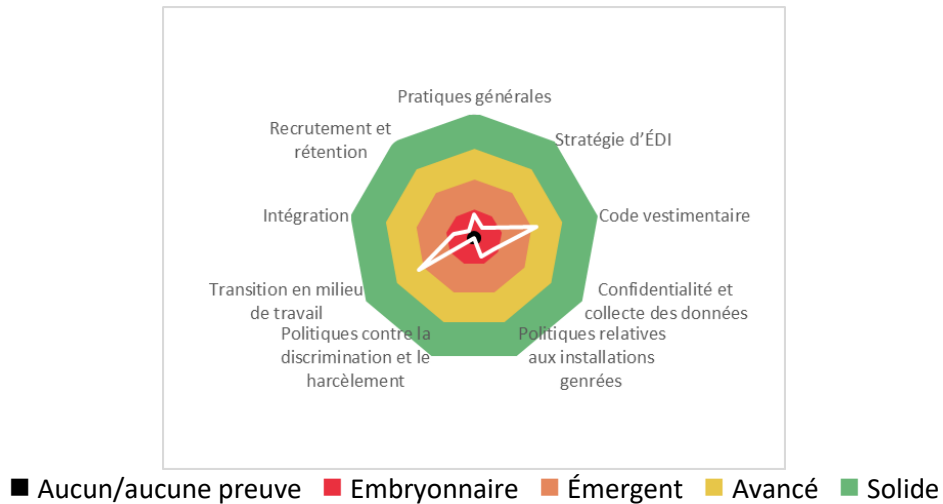 Pratiques générales
Stratégie d’ÉDI
Code vestimentaire
Confidentialité et
collecte des données
Politiques relatives
aux installations
genrées
Politiques contre la
discrimination et le
harcèlement
Transition en milieu
de travail
Intégration
Recrutement et
rétention
Aucun/aucune preuve
Embryonnaire
Émergent
Avancé
Solide